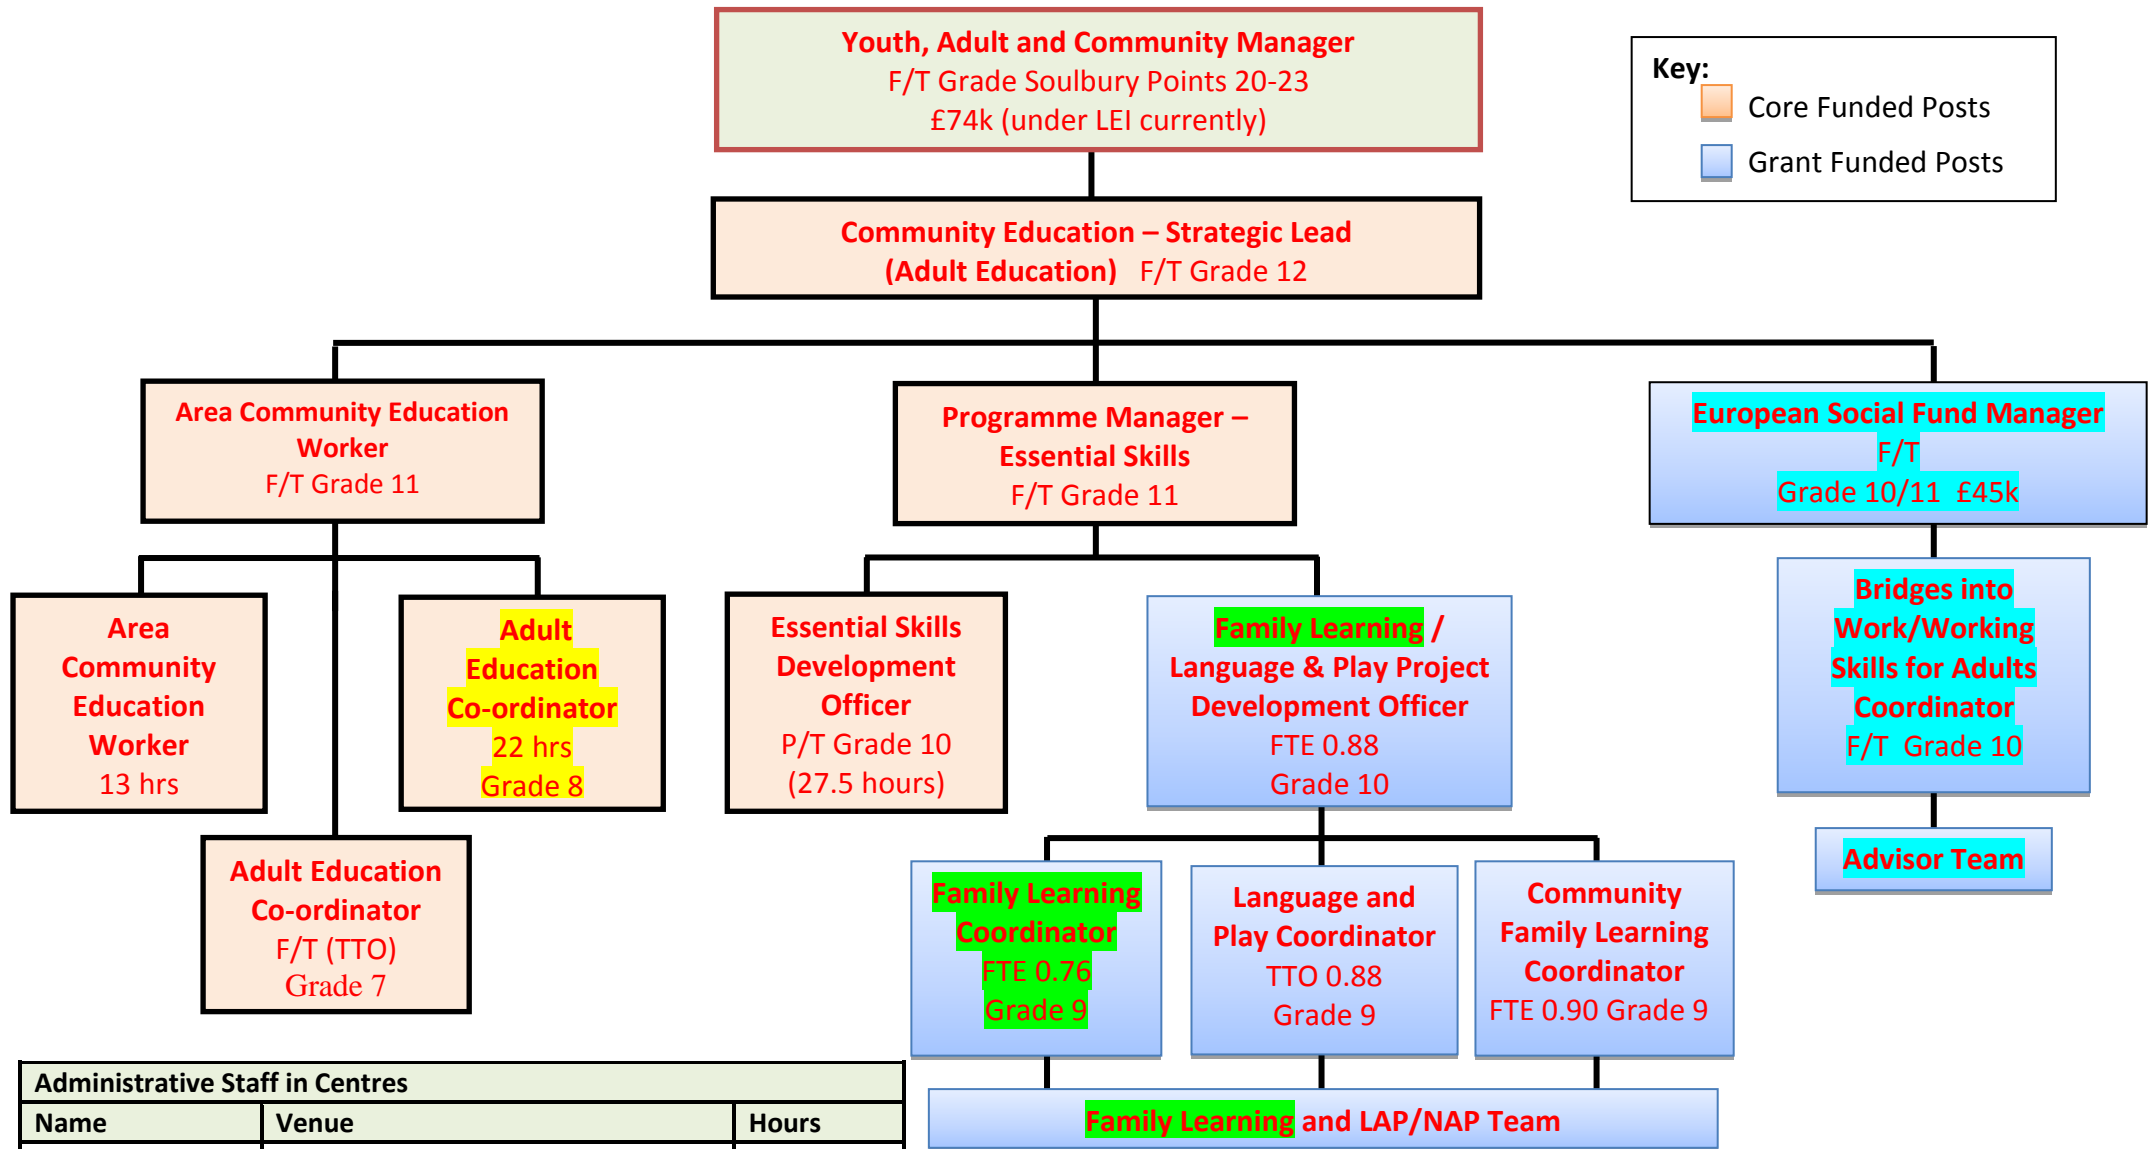 Youth, Adult and Community Manager
F/T Grade Soulbury Points 20-23
£74k (under LEI currently)
Key:
Core Funded Posts
Grant Funded Posts
Community Education – Strategic Lead
(Adult Education) F/T Grade 12
Area Community Education
Worker
F/T Grade 11
Programme Manager –
Essential Skills
F/T Grade 11
European Social Fund Manager
F/T
Grade 10/11 £45k
Area
Community
Education
Worker
13 hrs
Adult
Education
Co-ordinator
22 hrs
Grade 8
Essential Skills
Development
Officer
P/T Grade 10
(27.5 hours)
Family Learning /
Language & Play Project
Development Officer
FTE 0.88
Grade 10
Bridges into
Work/Working
Skills for Adults
Coordinator
F/T Grade 10
Adult Education
Co-ordinator
F/T (TTO)
Grade 7
Family Learning
Coordinator
FTE 0.76
Grade 9
Language and
Play Coordinator
TTO 0.88
Grade 9
Community
Family Learning
Coordinator
FTE 0.90 Grade 9
Advisor Team
Family Learning and LAP/NAP Team
Administrative Staff in Centres
Name Venue Hours